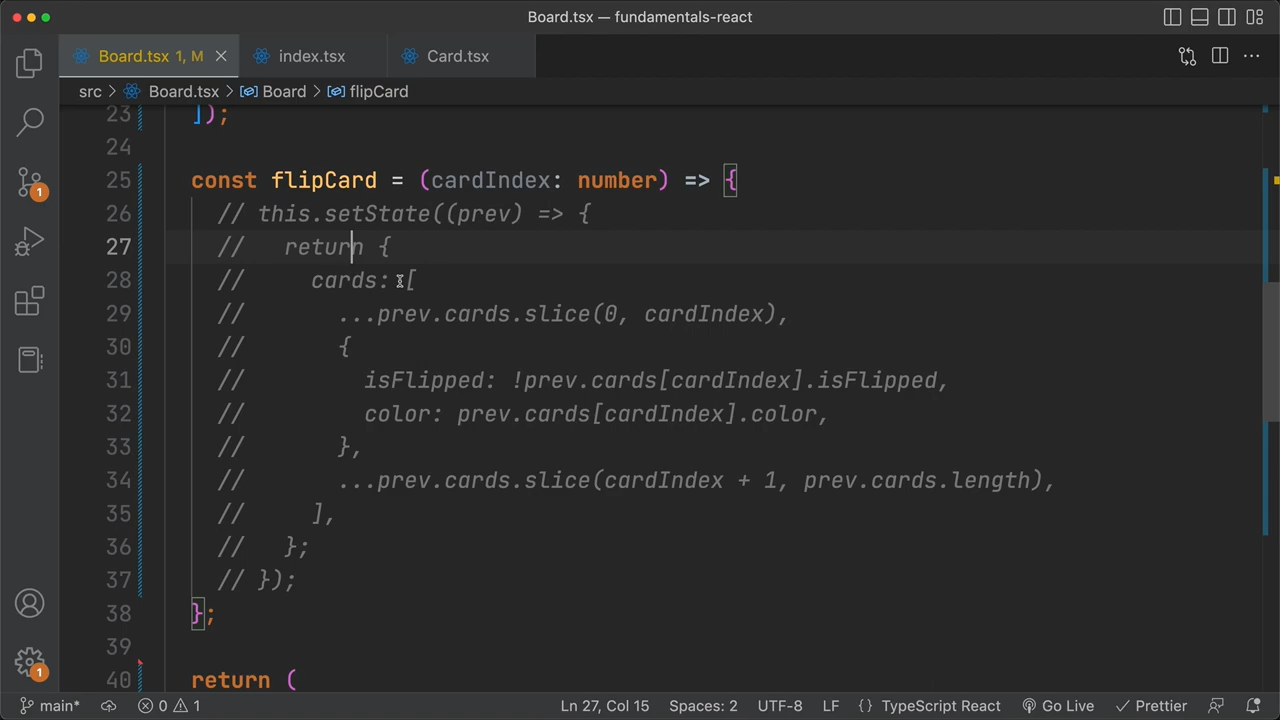 Board.tsx — fundamentals-react
Board.tsx 1, M
index.tsx
Card.tsx
src > Board.tsx > Board > flipCard
23 ]);
24
25 const flipCard = (cardIndex: number) => {
26 // this.setState((prev) => {
27 //   return {
28 //     cards: [
29 //       ...prev.cards.slice(0, cardIndex),
30 //       {
31 //         isFlipped: !prev.cards[cardIndex].isFlipped,
32 //         color: prev.cards[cardIndex].color,
33 //       },
34 //       ...prev.cards.slice(cardIndex + 1, prev.cards.length),
35 //     ],
36 //   };
37 // });
38 };
39
40 return (
1
1
main* 0 1 Ln 27, Col 15 Spaces: 2 UTF-8 LF {} TypeScript React Go Live Prettier